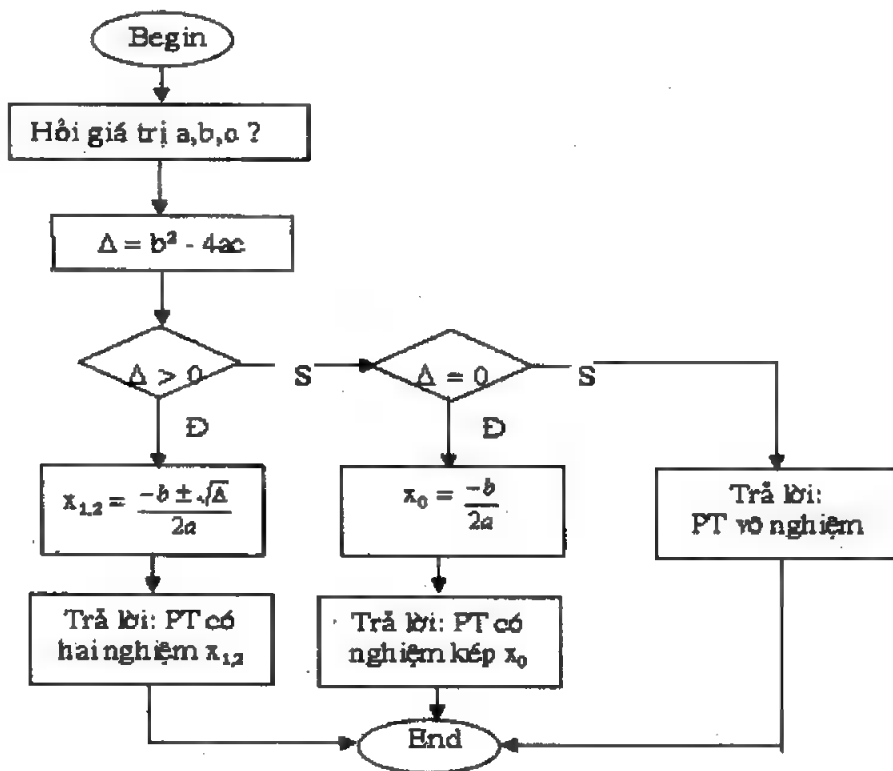 Begin
Hỏi giá trị a,b,c ?
Δ = b² - 4ac
Δ > 0
S
Δ = 0
S
Đ
Đ
x₁,₂ = (-b ± √Δ) / 2a
x₀ = -b / 2a
Trả lời:
PT vô nghiệm
Trả lời: PT có
hai nghiệm x₁,₂
Trả lời: PT có
nghiệm kép x₀
End